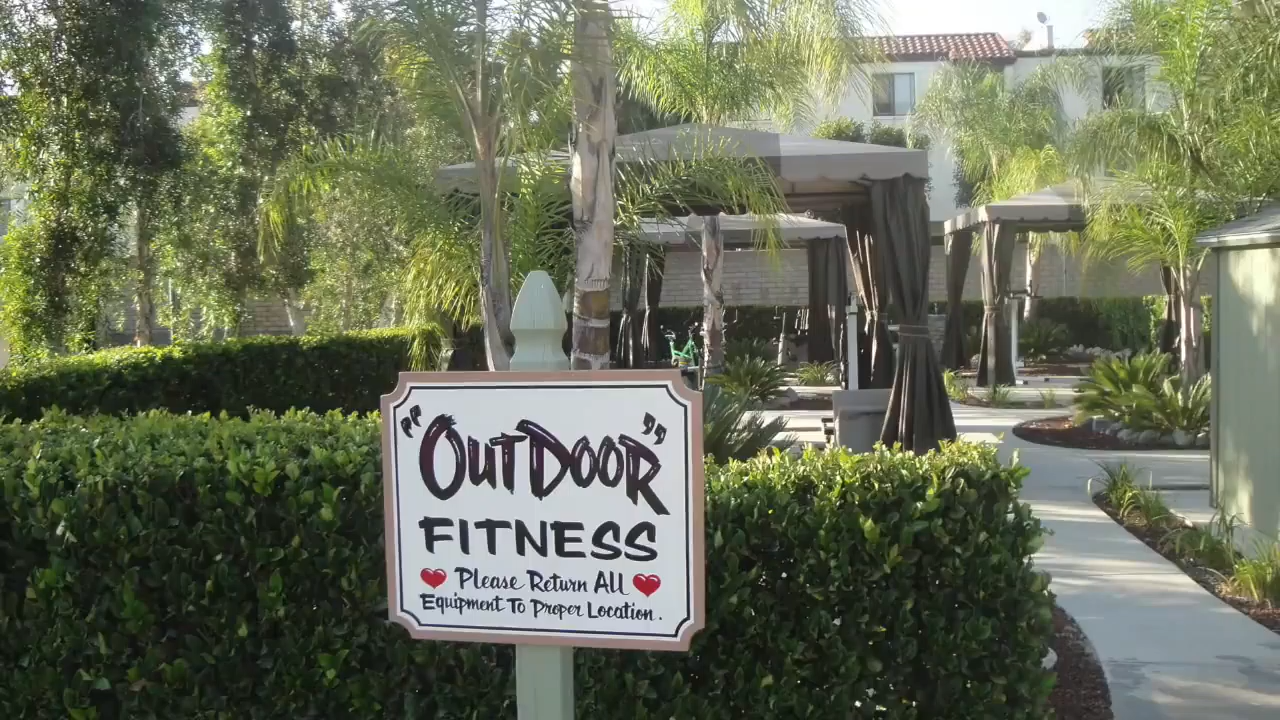 "OUTDOOR"
FITNESS
Please Return All
Equipment To Proper Location.